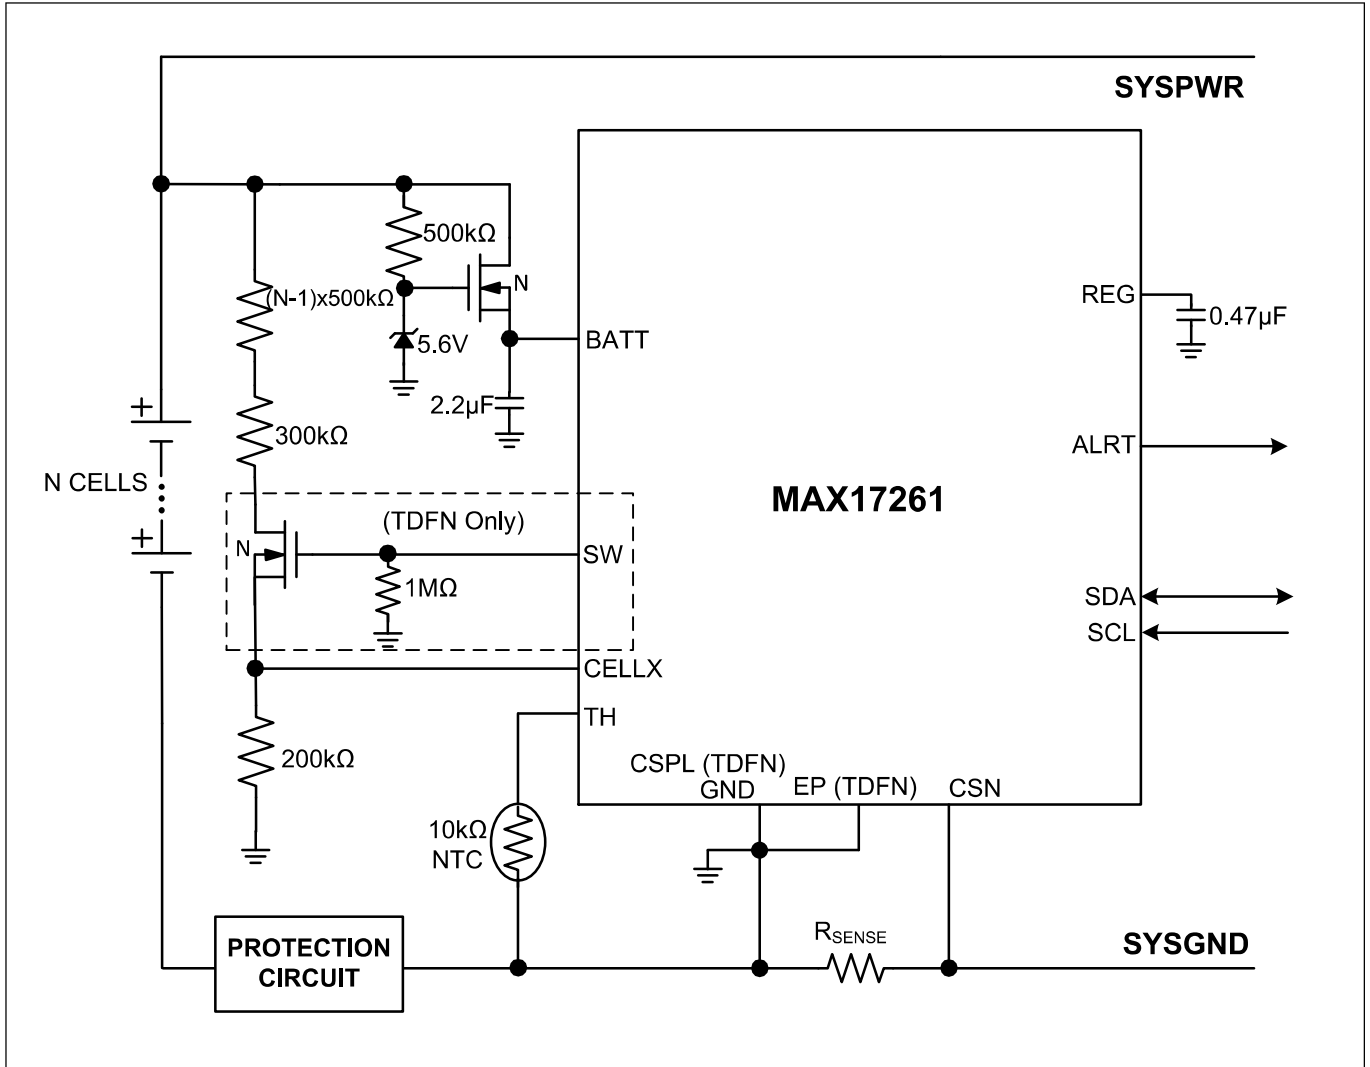 SYSPWR
500kΩ
N
(N-1)x500kΩ
REG
0.47µF
5.6V
BATT
2.2µF
+
300kΩ
ALRT
N CELLS
MAX17261
(TDFN Only)
+
N
SW
1MΩ
SDA
SCL
CELLX
TH
200kΩ
CSPL (TDFN)
GND
EP (TDFN)
CSN
10kΩ
NTC
RSENSE
SYSGND
PROTECTION
CIRCUIT